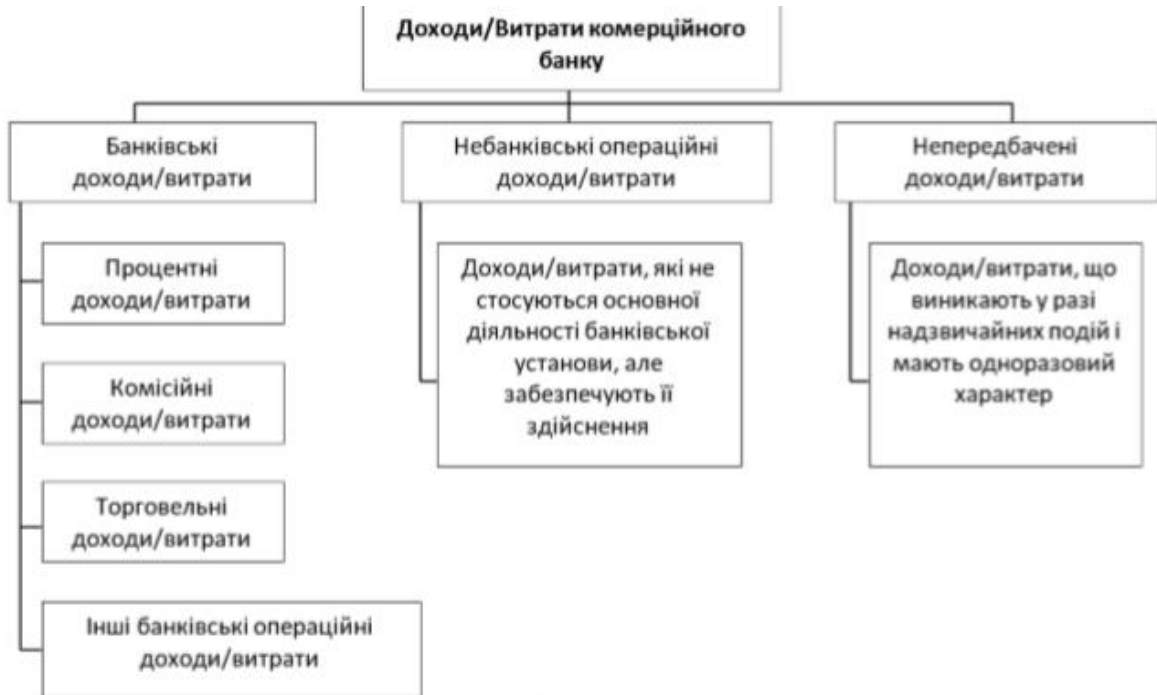 Доходи/Витрати комерційного
банку
Банківські
доходи/витрати
Небанківські операційні
доходи/витрати
Непередбачені
доходи/витрати
Процентні
доходи/витрати
Комісійні
доходи/витрати
Торговельні
доходи/витрати
Інші банківські операційні
доходи/витрати
Доходи/витрати, які не
стосуються основної
діяльності банківської
установи, але
забезпечують її
здійснення
Доходи/витрати, що
виникають у разі
надзвичайних подій і
мають одноразовий
характер